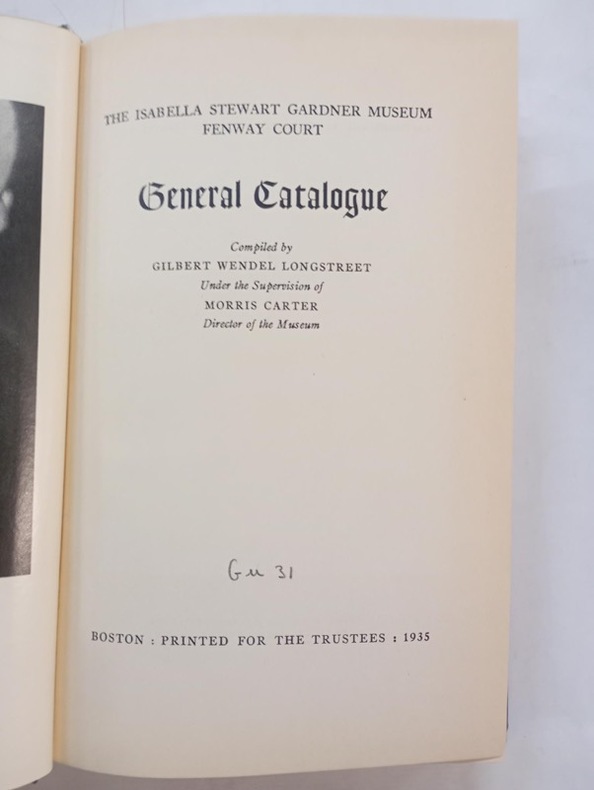 THE ISABELLA STEWART GARDNER MUSEUM
FENWAY COURT
General Catalogue
Compiled by
GILBERT WENDEL LONGSTREET
Under the Supervision of
MORRIS CARTER
Director of the Museum
Gu 31
BOSTON : PRINTED FOR THE TRUSTEES : 1935